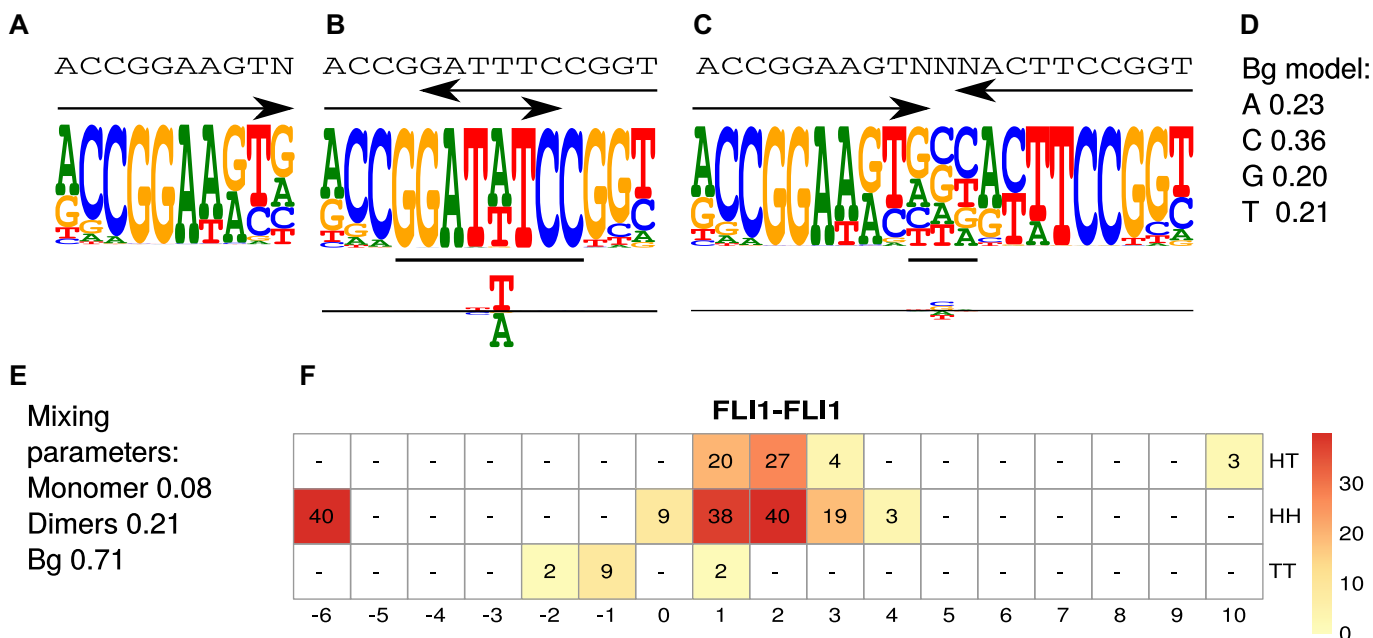 A
ACCGGAAGTN
B
ACCGGATTTCCGGT
C
ACCGGAAGTNNNACTTCCGGT
D
Bg model:
A 0.23
C 0.36
G 0.20
T 0.21
E
Mixing
parameters:
Monomer 0.08
Dimers 0.21
Bg 0.71
F
FLI1-FLI1
- - - - - - - 20 27 4 - - - - - - 3 HT
40 - - - - - 9 38 40 19 3 - - - - - - HH
- - - - 2 9 - 2 - - - - - - - - - TT
-6 -5 -4 -3 -2 -1 0 1 2 3 4 5 6 7 8 9 10
30
20
10
0